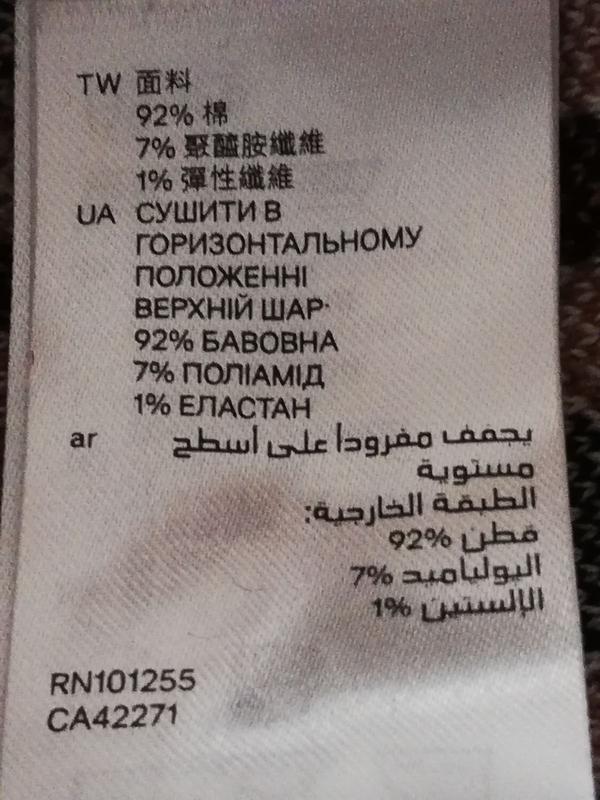 TW 面料
92% 棉
7% 聚醯胺纖維
1% 彈性纖維
UA СУШИТИ В
ГОРИЗОНТАЛЬНОМУ
ПОЛОЖЕННІ
ВЕРХНІЙ ШАР·
92% БАВОВНА
7% ПОЛІАМІД
1% ЕЛАСТАН
ar يجفف مفروداً على أسطح
مستوية
الطبقة الخارجية:
قطن 92%
اليولياميد 7%
الإلستين 1%
RN101255
CA42271